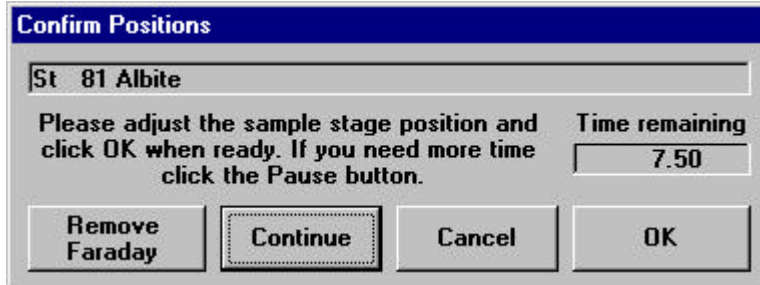 Confirm Positions
St 81 Albite
Please adjust the sample stage position and
click OK when ready. If you need more time
click the Pause button.
Time remaining
7.50
Remove
Faraday
Continue
Cancel
OK